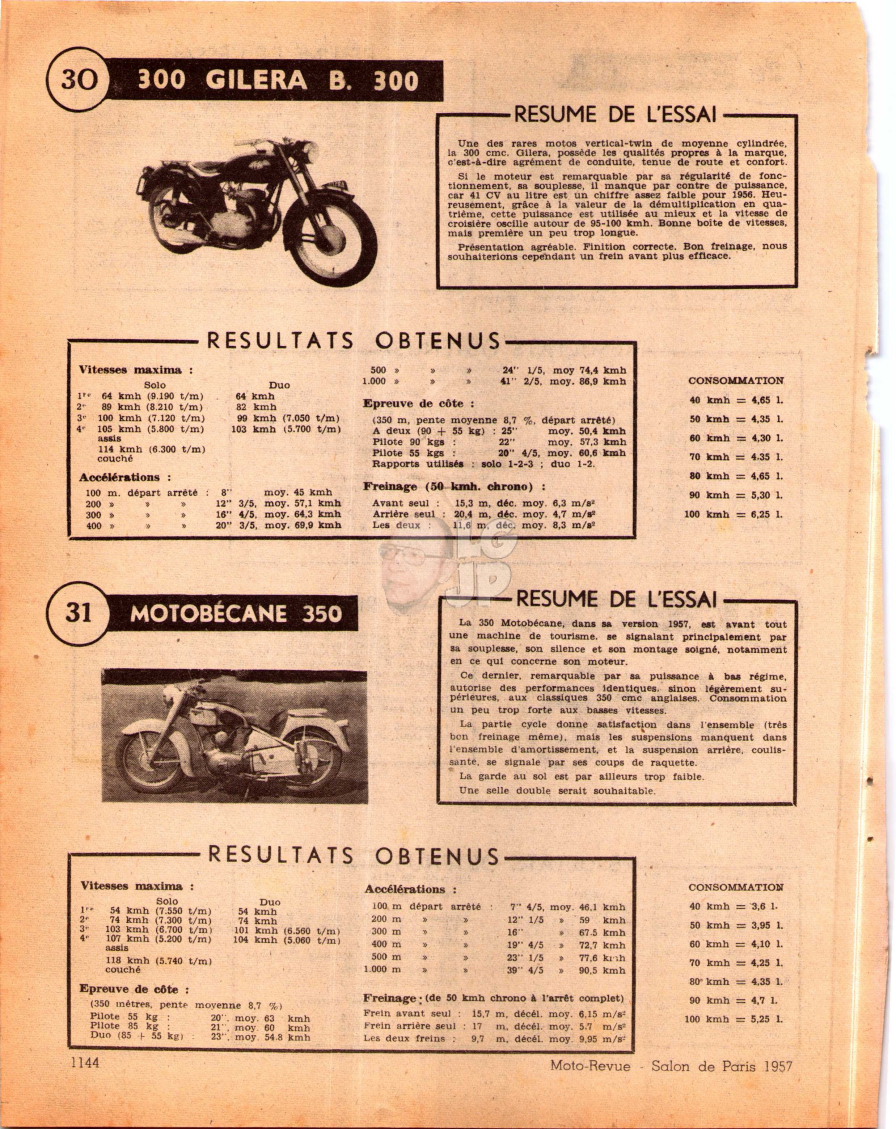 30
300 GILERA B. 300
RESUME DE L'ESSAI
Une des rares motos vertical-twin de moyenne cylindrée,
la 300 cmc. Gilera, possède les qualités propres à la marque,
c'est-à-dire agrément de conduite, tenue de route et confort.
Si le moteur est remarquable par sa régularité de fonc-
tionnement, sa souplesse, il manque par contre de puissance,
car 41 CV au litre est un chiffre assez faible pour 1956. Heu-
reusement, grâce à la valeur de la démultiplication en qua-
trième, cette puissance est utilisée au mieux et la vitesse de
croisière oscille autour de 95-100 kmh. Bonne boîte de vitesses,
mais première un peu trop longue.
Présentation agréable. Finition correcte. Bon freinage, nous
souhaiterions cependant un frein avant plus efficace.
RESULTATS OBTENUS
Vitesses maxima :
Solo Duo
1re 64 kmh (9.190 t/m) 64 kmh
2e 89 kmh (8.210 t/m) 82 kmh
3e 100 kmh (7.120 t/m) 99 kmh (7.050 t/m)
4e 105 kmh (5.800 t/m) 103 kmh (5.700 t/m)
assis
114 kmh (6.300 t/m)
couché
Accélérations :
100 m. départ arrêté : 8'' moy. 45 kmh
200 » » » 12'' 3/5, moy. 57,1 kmh
300 » » » 16'' 4/5, moy. 64,3 kmh
400 » » » 20'' 3/5, moy. 69,9 kmh
500 » » » 24'' 1/5, moy 74,4 kmh
1.000 » » » 41'' 2/5, moy. 86,9 kmh
Epreuve de côte :
(350 m, pente moyenne 8,7 %, départ arrêté)
A deux (90 + 55 kg) : 25'' moy. 50,4 kmh
Pilote 90 kgs : 22'' moy. 57,3 kmh
Pilote 55 kgs : 20'' 4/5, moy. 60,6 kmh
Rapports utilisés : solo 1-2-3 ; duo 1-2.
Freinage (50 kmh. chrono) :
Avant seul : 15,3 m, déc. moy. 6,3 m/s²
Arrière seul : 20,4 m, déc. moy. 4,7 m/s²
Les deux : 11,6 m, déc. moy. 8,3 m/s²
CONSOMMATION
40 kmh = 4,65 l.
50 kmh = 4,35 l.
60 kmh = 4,30 l.
70 kmh = 4.35 l.
80 kmh = 4,65 l.
90 kmh = 5,30 l.
100 kmh = 6,25 l.
LG
JP
31
MOTOBÉCANE 350
RESUME DE L'ESSAI
La 350 Motobécane, dans sa version 1957, est avant tout
une machine de tourisme, se signalant principalement par
sa souplesse, son silence et son montage soigné, notamment
en ce qui concerne son moteur.
Ce dernier, remarquable par sa puissance à bas régime,
autorise des performances identiques, sinon légèrement su-
périeures, aux classiques 350 cmc anglaises. Consommation
un peu trop forte aux basses vitesses.
La partie cycle donne satisfaction dans l'ensemble (très
bon freinage même), mais les suspensions manquent dans
l'ensemble d'amortissement, et la suspension arrière, coulis-
sante, se signale par ses coups de raquette.
La garde au sol est par ailleurs trop faible.
Une selle double serait souhaitable.
RESULTATS OBTENUS
Vitesses maxima :
Solo Duo
1re 54 kmh (7.550 t/m) 54 kmh
2e 74 kmh (7.300 t/m) 74 kmh
3e 103 kmh (6.700 t/m) 101 kmh (6.560 t/m)
4e 107 kmh (5.200 t/m) 104 kmh (5.060 t/m)
assis
118 kmh (5.740 t/m)
couché
Epreuve de côte :
(350 mètres, pente moyenne 8,7 %)
Pilote 55 kg : 20'', moy. 63 kmh
Pilote 85 kg : 21'', moy. 60 kmh
Duo (85 + 55 kg) : 23'', moy. 54.8 kmh
Accélérations :
100 m départ arrêté : 7'' 4/5, moy. 46,1 kmh
200 m » » 12'' 1/5 » 59 kmh
300 m » » 16'' » 67.5 kmh
400 m » » 19'' 4/5 » 72,7 kmh
500 m » » 23'' 1/5 » 77,6 kmh
1.000 m » » 39'' 4/5 » 90,5 kmh
Freinage : (de 50 kmh chrono à l'arrêt complet)
Frein avant seul : 15,7 m, décél. moy. 6,15 m/s²
Frein arrière seul : 17 m, décél. moy. 5.7 m/s²
Les deux freins : 9,7 m, décél. moy. 9,95 m/s²
CONSOMMATION
40 kmh = 3,6 l.
50 kmh = 3,95 l.
60 kmh = 4,10 l.
70 kmh = 4,25 l.
80 kmh = 4,35 l.
90 kmh = 4,7 l.
100 kmh = 5,25 l.
1144
Moto-Revue - Salon de Paris 1957